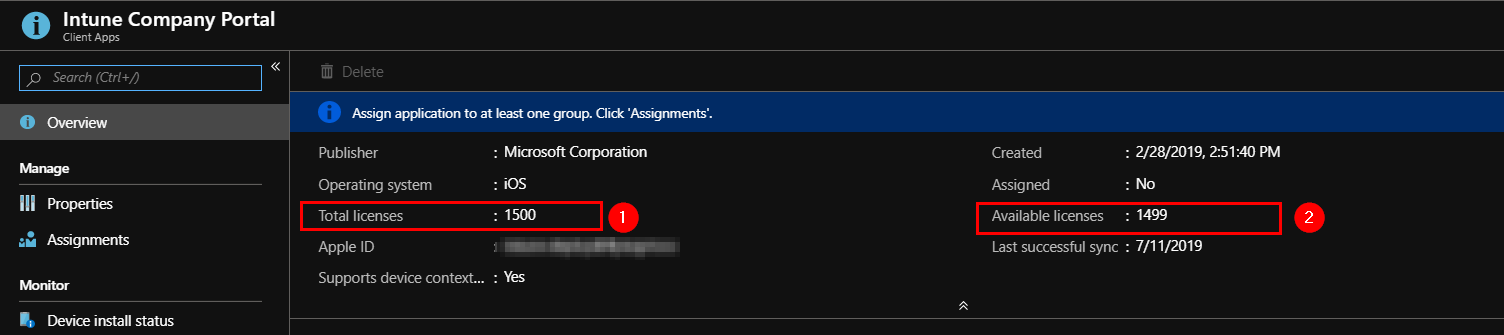 Intune Company Portal
Client Apps
Search (Ctrl+/)
«
Delete
Assign application to at least one group. Click 'Assignments'.
Overview
Publisher : Microsoft Corporation
Created : 2/28/2019, 2:51:40 PM
Manage
Operating system : iOS
Assigned : No
Properties
Total licenses : 1500 1
Available licenses : 1499 2
Assignments
Apple ID :
Last successful sync : 7/11/2019
Monitor
Supports device context... : Yes
Device install status